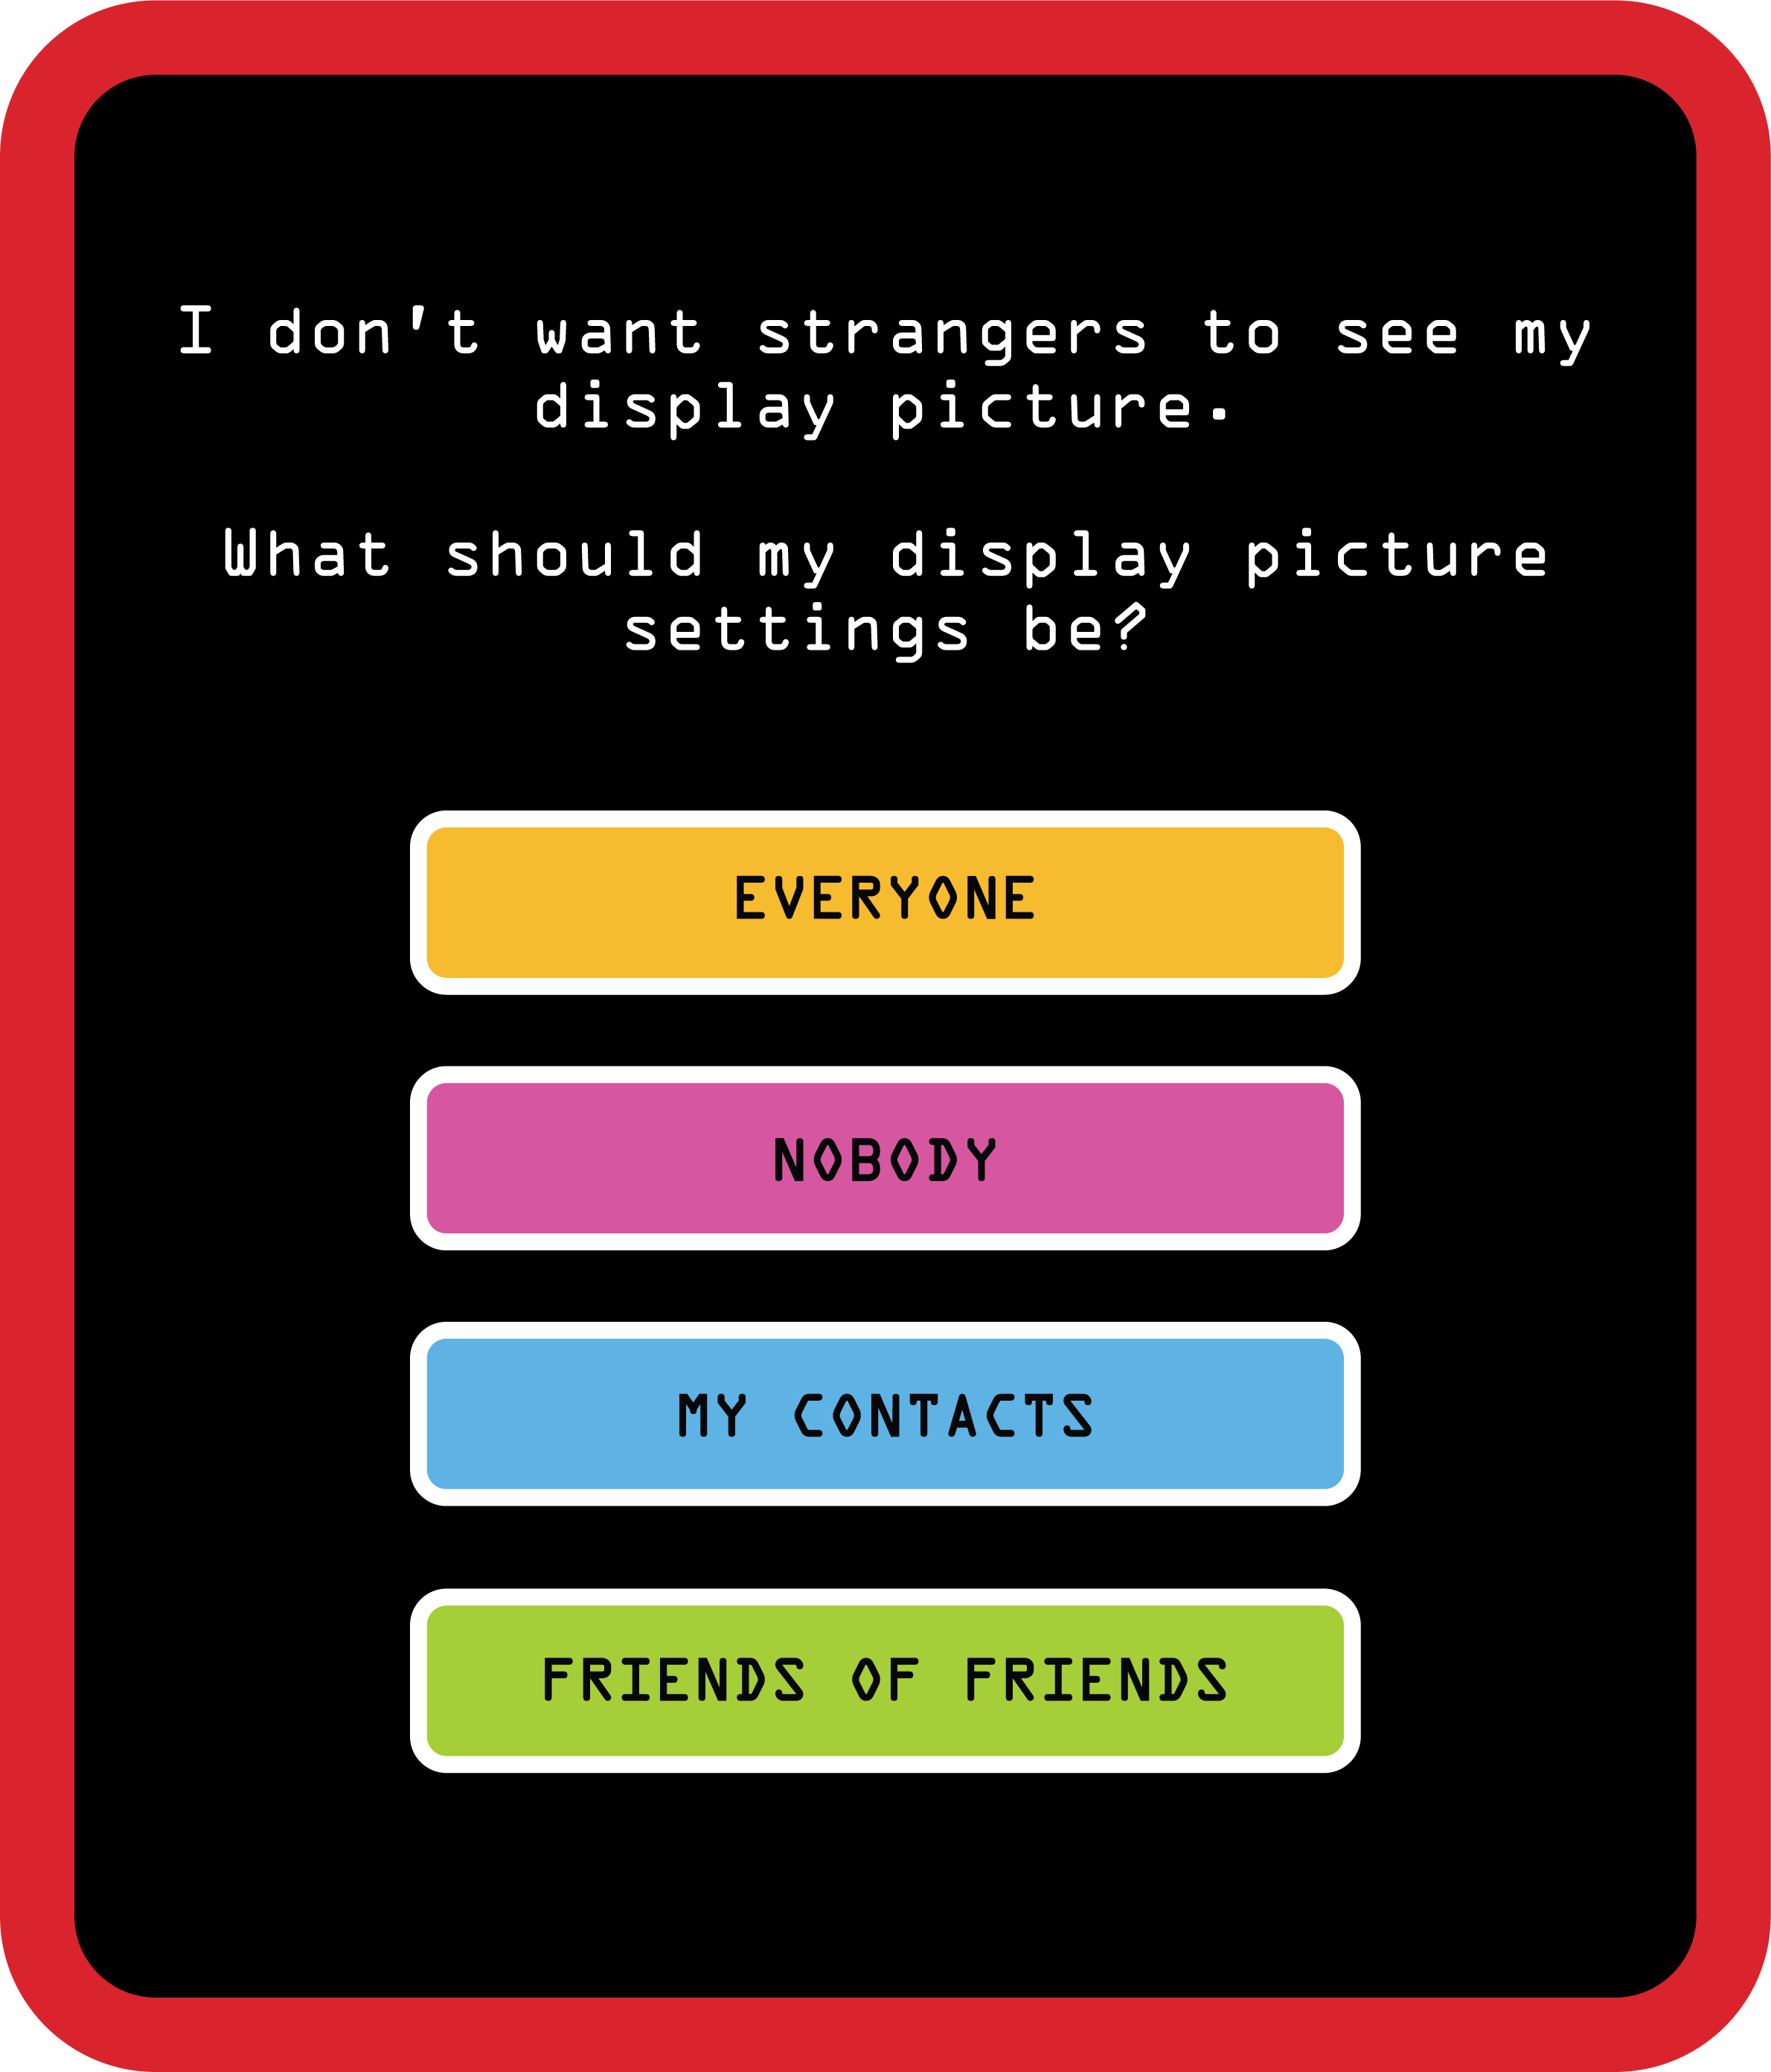 I don't want strangers to see my
display picture.
What should my display picture
settings be?
EVERYONE
NOBODY
MY CONTACTS
FRIENDS OF FRIENDS